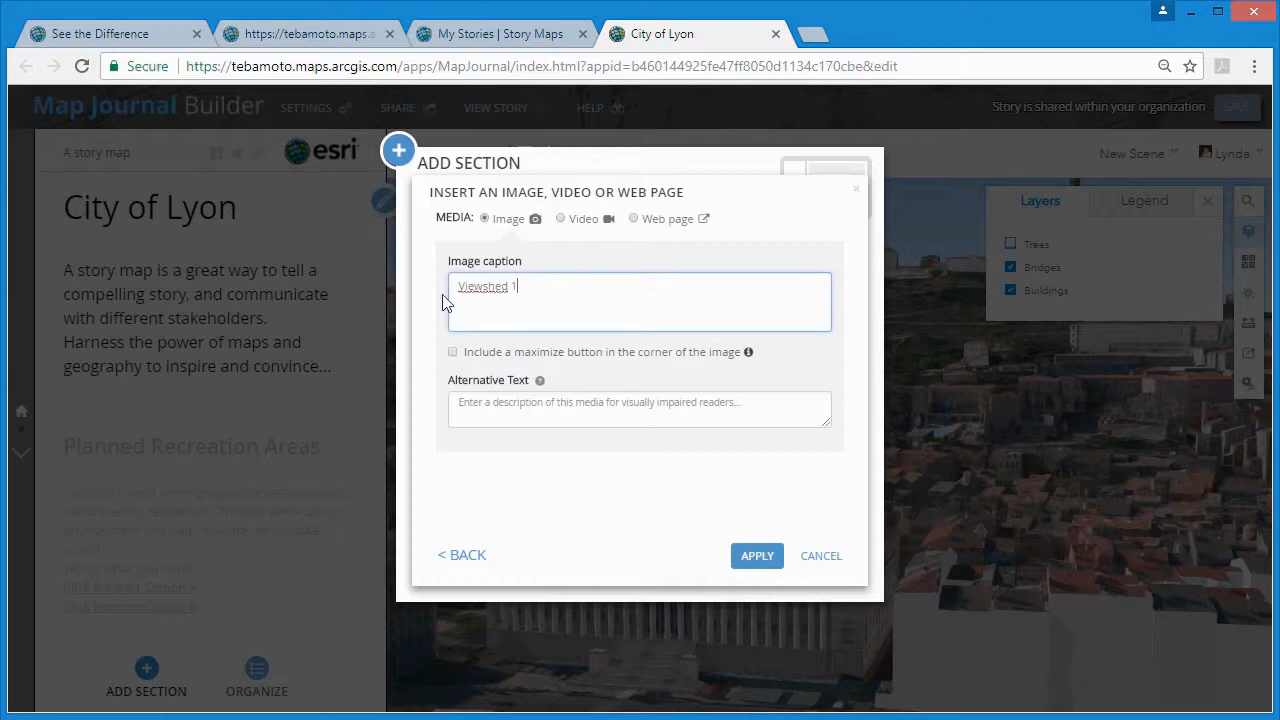 See the Difference
https://tebamoto.maps.a
My Stories | Story Maps
City of Lyon
Secure
https://tebamoto.maps.arcgis.com/apps/MapJournal/index.html?appid=b460144925fe47ff8050d1134c170cbe&edit
Map Journal Builder
SETTINGS
SHARE
VIEW STORY
HELP
Story is shared within your organization
SAVE
A story map
esri
New Scene
Lynda
City of Lyon
A story map is a great way to tell a
compelling story, and communicate
with different stakeholders.
Harness the power of maps and
geography to inspire and convince...
Planned Recreation Areas
ADD SECTION
ORGANIZE
ADD SECTION
INSERT AN IMAGE, VIDEO OR WEB PAGE
MEDIA:
Image
Video
Web page
Image caption
Viewshed 1
Include a maximize button in the corner of the image
Alternative Text
Enter a description of this media for visually impaired readers...
< BACK
APPLY
CANCEL
Layers
Legend
Trees
Bridges
Buildings